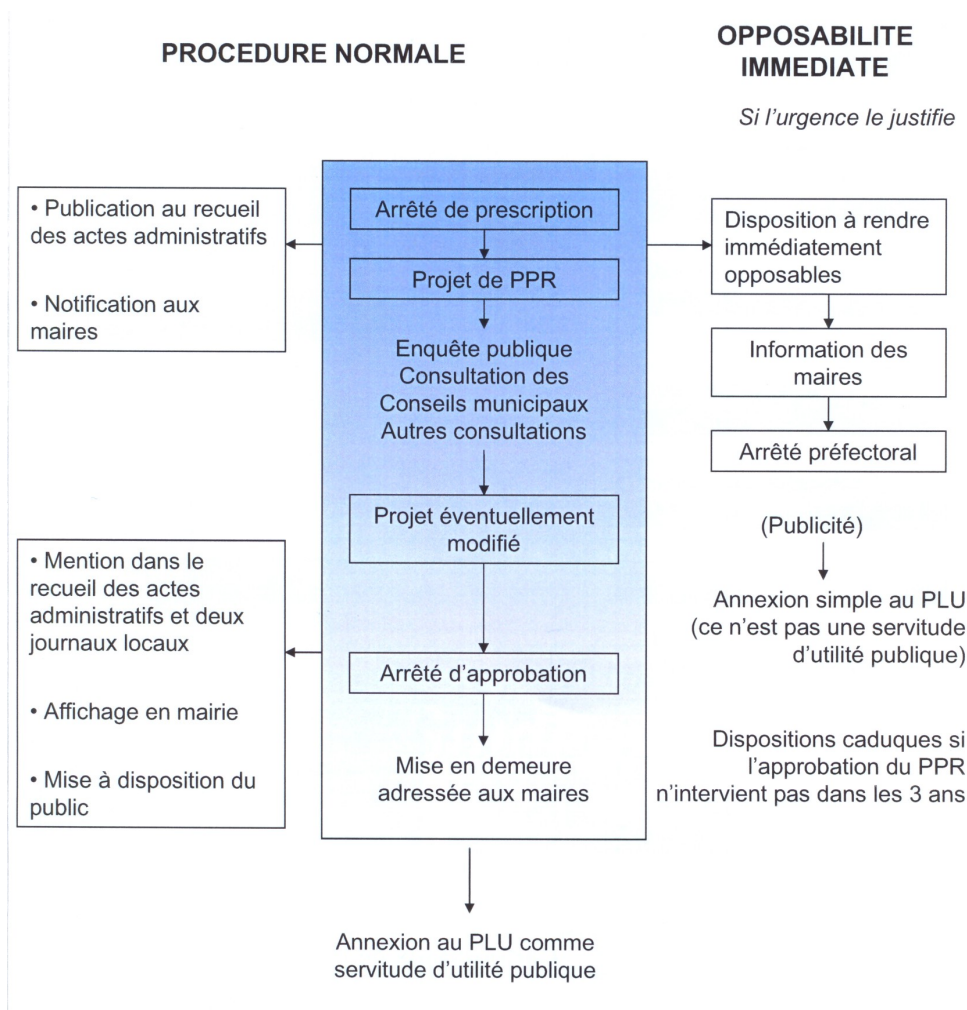 PROCEDURE NORMALE
OPPOSABILITE
IMMEDIATE
Si l'urgence le justifie
• Publication au recueil
des actes administratifs
• Notification aux
maires
Arrêté de prescription
Projet de PPR
Enquête publique
Consultation des
Conseils municipaux
Autres consultations
Projet éventuellement
modifié
• Mention dans le
recueil des actes
administratifs et deux
journaux locaux
• Affichage en mairie
• Mise à disposition du
public
Arrêté d'approbation
Mise en demeure
adressée aux maires
Annexion au PLU comme
servitude d'utilité publique
Disposition à rendre
immédiatement
opposables
Information des
maires
Arrêté préfectoral
(Publicité)
Annexion simple au PLU
(ce n'est pas une servitude
d'utilité publique)
Dispositions caduques si
l'approbation du PPR
n'intervient pas dans les 3 ans